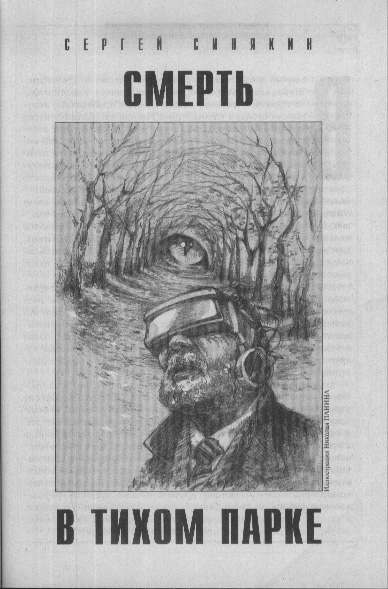 СЕРГЕЙ СИНЯКИН
СМЕРТЬ
Иллюстрация Николая ПАНИНА
В ТИХОМ ПАРКЕ